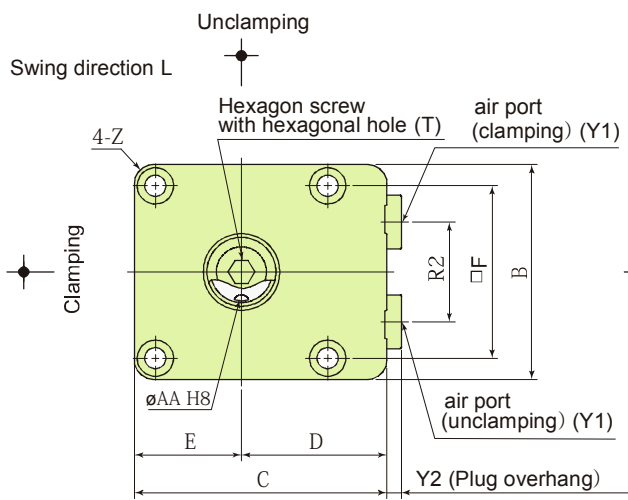 Unclamping
Swing direction L
Hexagon screw
with hexagonal hole (T)
air port
(clamping) (Y1)
4-Z
Clamping
R2
□F
B
øAA H8
air port
(unclamping) (Y1)
E
D
C
Y2 (Plug overhang)